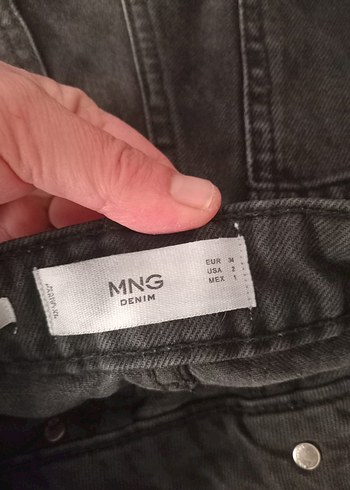 MNG
DENIM
EUR 34
USA 2
MEX 1